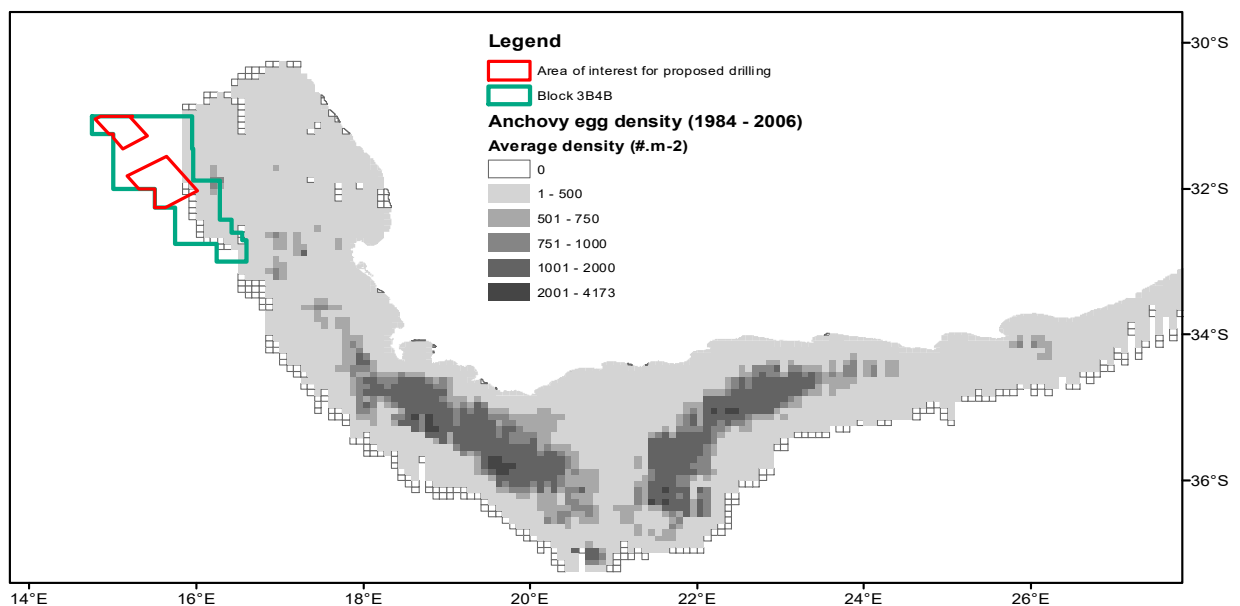 Legend
Area of interest for proposed drilling
Block 3B4B
Anchovy egg density (1984 - 2006)
Average density (#.m-2)
0
1 - 500
501 - 750
751 - 1000
1001 - 2000
2001 - 4173
30°S
32°S
34°S
36°S
14°E 16°E 18°E 20°E 22°E 24°E 26°E